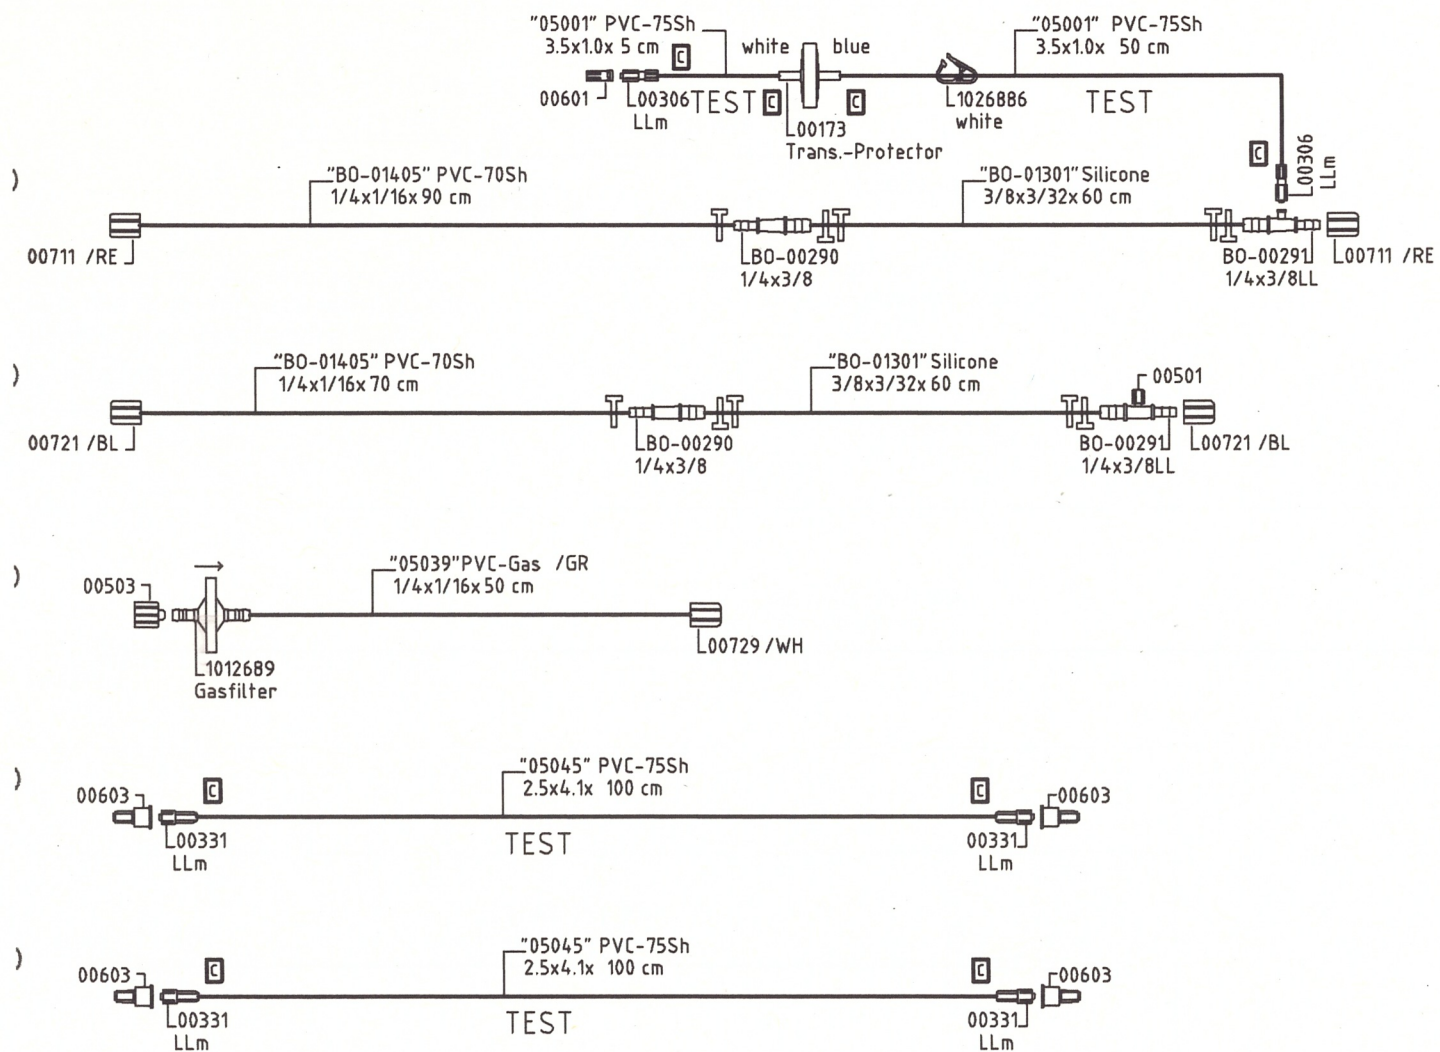 "05001" PVC-75Sh
3.5x1.0x 5 cm
C
white blue
"05001" PVC-75Sh
3.5x1.0x 50 cm
00601
00306
LLm
TEST
C
C
00173
Trans.-Protector
1026886
white
TEST
C
00306
LLm
)
"BO-01405" PVC-70Sh
1/4x1/16x 90 cm
"BO-01301" Silicone
3/8x3/32x 60 cm
00711 /RE
BO-00290
1/4x3/8
BO-00291
1/4x3/8LL
00711 /RE
)
"BO-01405" PVC-70Sh
1/4x1/16x 70 cm
"BO-01301" Silicone
3/8x3/32x 60 cm
00501
00721 /BL
BO-00290
1/4x3/8
BO-00291
1/4x3/8LL
00721 /BL
)
00503
→
"05039" PVC-Gas /GR
1/4x1/16x 50 cm
1012689
Gasfilter
00729 /WH
)
00603
C
"05045" PVC-75Sh
2.5x4.1x 100 cm
C
00603
00331
LLm
TEST
00331
LLm
)
00603
C
"05045" PVC-75Sh
2.5x4.1x 100 cm
C
00603
00331
LLm
TEST
00331
LLm